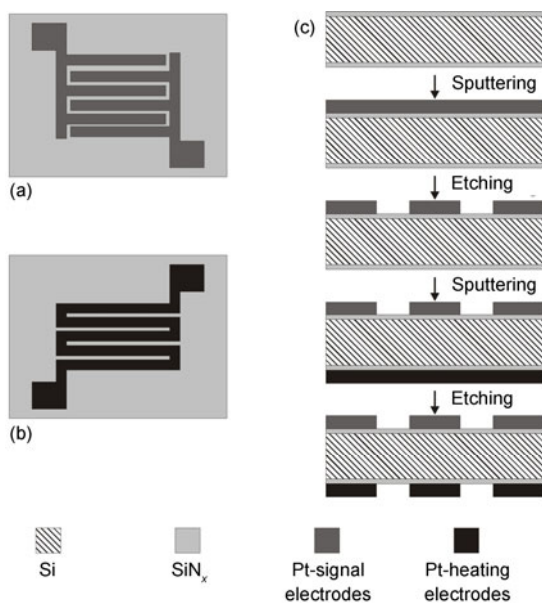 (a)
(b)
(c)
Sputtering
Etching
Sputtering
Etching
Si
SiNₓ
Pt-signal
electrodes
Pt-heating
electrodes